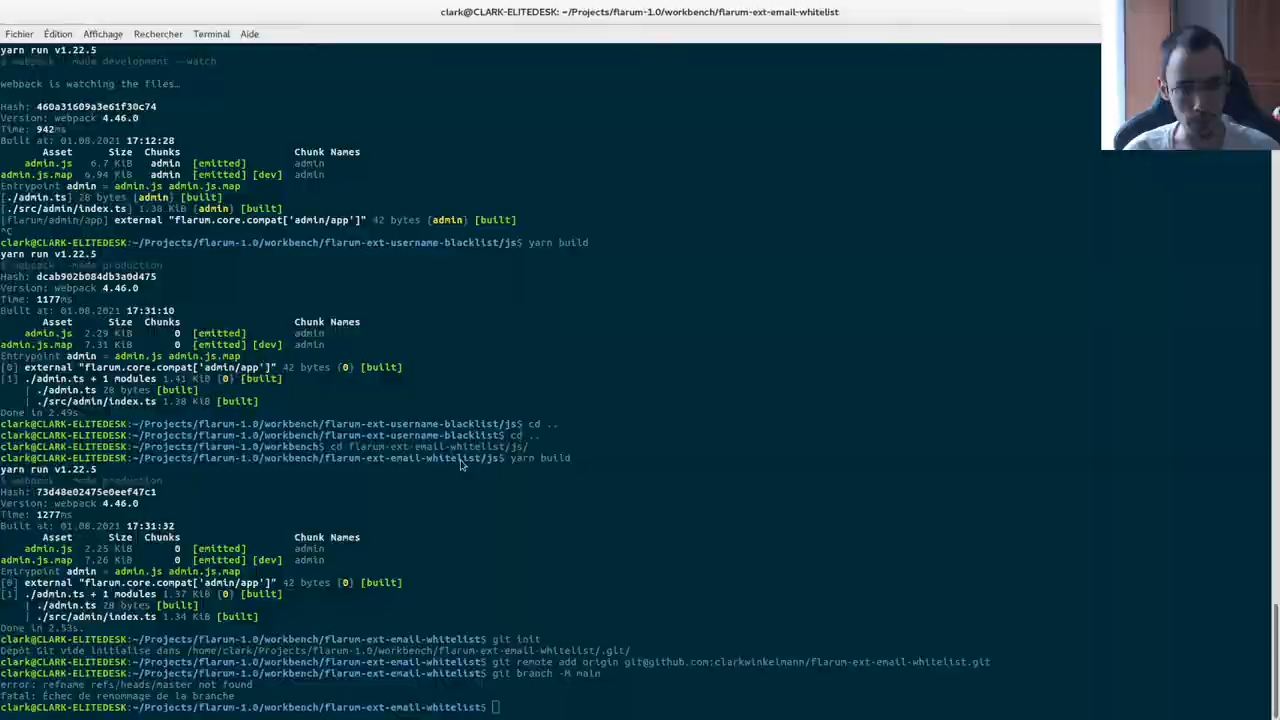 clark@CLARK-ELITEDESK: ~/Projects/flarum-1.0/workbench/flarum-ext-email-whitelist
Fichier Édition Affichage Rechercher Terminal Aide
yarn run v1.22.5
$ webpack --mode development --watch
webpack is watching the files…
Hash: 460a31609a3e61f30c74
Version: webpack 4.46.0
Time: 942ms
Built at: 01.08.2021 17:12:28
Asset Size Chunks Chunk Names
admin.js 6.7 KiB admin [emitted] admin
admin.js.map 6.94 KiB admin [emitted] [dev] admin
Entrypoint admin = admin.js admin.js.map
[./admin.ts] 28 bytes {admin} [built]
[./src/admin/index.ts] 1.38 KiB {admin} [built]
[flarum/admin/app] external "flarum.core.compat['admin/app']" 42 bytes {admin} [built]
^C
clark@CLARK-ELITEDESK:~/Projects/flarum-1.0/workbench/flarum-ext-username-blacklist/js$ yarn build
yarn run v1.22.5
$ webpack --mode production
Hash: dcab902b084db3a0d475
Version: webpack 4.46.0
Time: 1177ms
Built at: 01.08.2021 17:31:10
Asset Size Chunks Chunk Names
admin.js 2.29 KiB 0 [emitted] admin
admin.js.map 7.31 KiB 0 [emitted] [dev] admin
Entrypoint admin = admin.js admin.js.map
[0] external "flarum.core.compat['admin/app']" 42 bytes {0} [built]
[1] ./admin.ts + 1 modules 1.41 KiB {0} [built]
| ./admin.ts 28 bytes [built]
| ./src/admin/index.ts 1.38 KiB [built]
Done in 2.49s.
clark@CLARK-ELITEDESK:~/Projects/flarum-1.0/workbench/flarum-ext-username-blacklist/js$ cd ..
clark@CLARK-ELITEDESK:~/Projects/flarum-1.0/workbench/flarum-ext-username-blacklist$ cd ..
clark@CLARK-ELITEDESK:~/Projects/flarum-1.0/workbench$ cd flarum-ext-email-whitelist/js/
clark@CLARK-ELITEDESK:~/Projects/flarum-1.0/workbench/flarum-ext-email-whitelist/js$ yarn build
yarn run v1.22.5
$ webpack --mode production
Hash: 73d48e02475e0eef47c1
Version: webpack 4.46.0
Time: 1277ms
Built at: 01.08.2021 17:31:32
Asset Size Chunks Chunk Names
admin.js 2.25 KiB 0 [emitted] admin
admin.js.map 7.26 KiB 0 [emitted] [dev] admin
Entrypoint admin = admin.js admin.js.map
[0] external "flarum.core.compat['admin/app']" 42 bytes {0} [built]
[1] ./admin.ts + 1 modules 1.37 KiB {0} [built]
| ./admin.ts 28 bytes [built]
| ./src/admin/index.ts 1.34 KiB [built]
Done in 2.53s.
clark@CLARK-ELITEDESK:~/Projects/flarum-1.0/workbench/flarum-ext-email-whitelist$ git init
Dépôt Git vide initialisé dans /home/clark/Projects/flarum-1.0/workbench/flarum-ext-email-whitelist/.git/
clark@CLARK-ELITEDESK:~/Projects/flarum-1.0/workbench/flarum-ext-email-whitelist$ git remote add origin git@github.com:clarkwinkelmann/flarum-ext-email-whitelist.git
clark@CLARK-ELITEDESK:~/Projects/flarum-1.0/workbench/flarum-ext-email-whitelist$ git branch -M main
error: refname refs/heads/master not found
fatal: Échec de renommage de la branche
clark@CLARK-ELITEDESK:~/Projects/flarum-1.0/workbench/flarum-ext-email-whitelist$